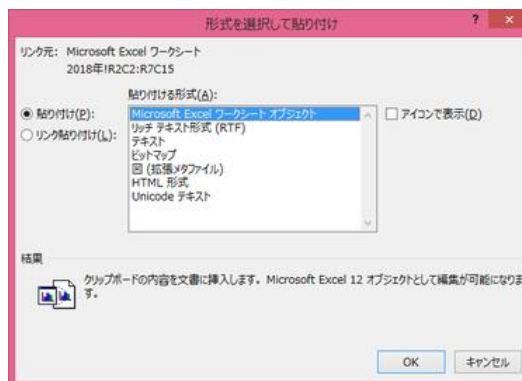 形式を選択して貼り付け
リンク元: Microsoft Excel ワークシート
2018年!R2C2:R7C15
貼り付ける形式(A):
貼り付け(P):
リンク貼り付け(L):
Microsoft Excel ワークシート オブジェクト
リッチ テキスト形式 (RTF)
テキスト
ビットマップ
図 (拡張メタファイル)
HTML 形式
Unicode テキスト
アイコンで表示(D)
結果
クリップボードの内容を文書に挿入します。Microsoft Excel 12 オブジェクトとして編集が可能になりま
す。
OK
キャンセル